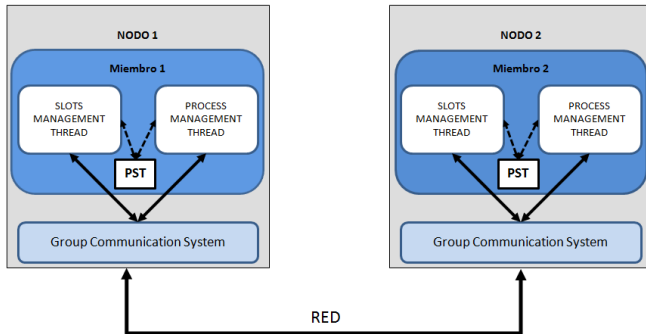 NODO 1
Miembro 1
SLOTS
MANAGEMENT
THREAD
PROCESS
MANAGEMENT
THREAD
PST
Group Communication System
NODO 2
Miembro 2
SLOTS
MANAGEMENT
THREAD
PROCESS
MANAGEMENT
THREAD
PST
Group Communication System
RED